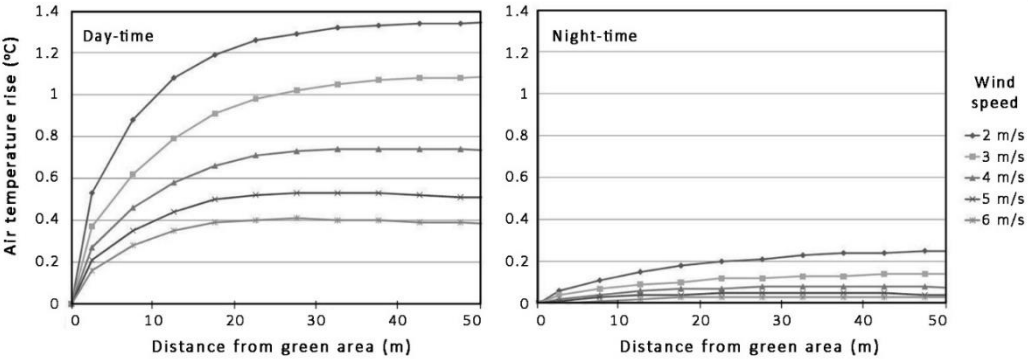 Day-time
Night-time
Air temperature rise (ºC)
1.4
1.2
1
0.8
0.6
0.4
0.2
0
0
10
20
30
40
50
Distance from green area (m)
1.4
1.2
1
0.8
0.6
0.4
0.2
0
0
10
20
30
40
50
Distance from green area (m)
Wind
speed
2 m/s
3 m/s
4 m/s
5 m/s
6 m/s